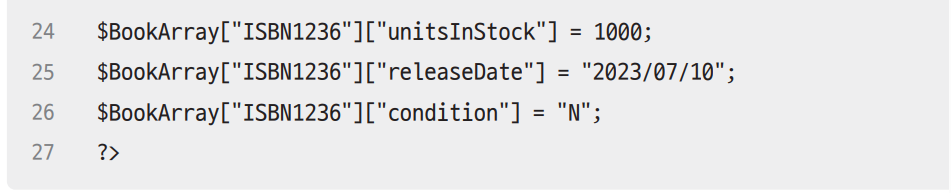 24 $BookArray["ISBN1236"]["unitsInStock"] = 1000;
25 $BookArray["ISBN1236"]["releaseDate"] = "2023/07/10";
26 $BookArray["ISBN1236"]["condition"] = "N";
27 ?>